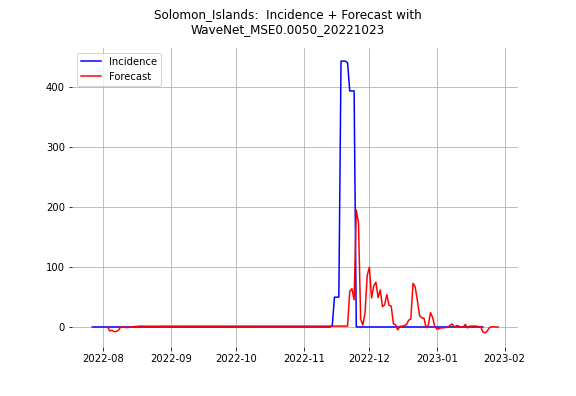 Solomon_Islands:  Incidence + Forecast with
WaveNet_MSE0.0050_20221023
Incidence
Forecast
400
300
200
100
0
2022-08 2022-09 2022-10 2022-11 2022-12 2023-01 2023-02